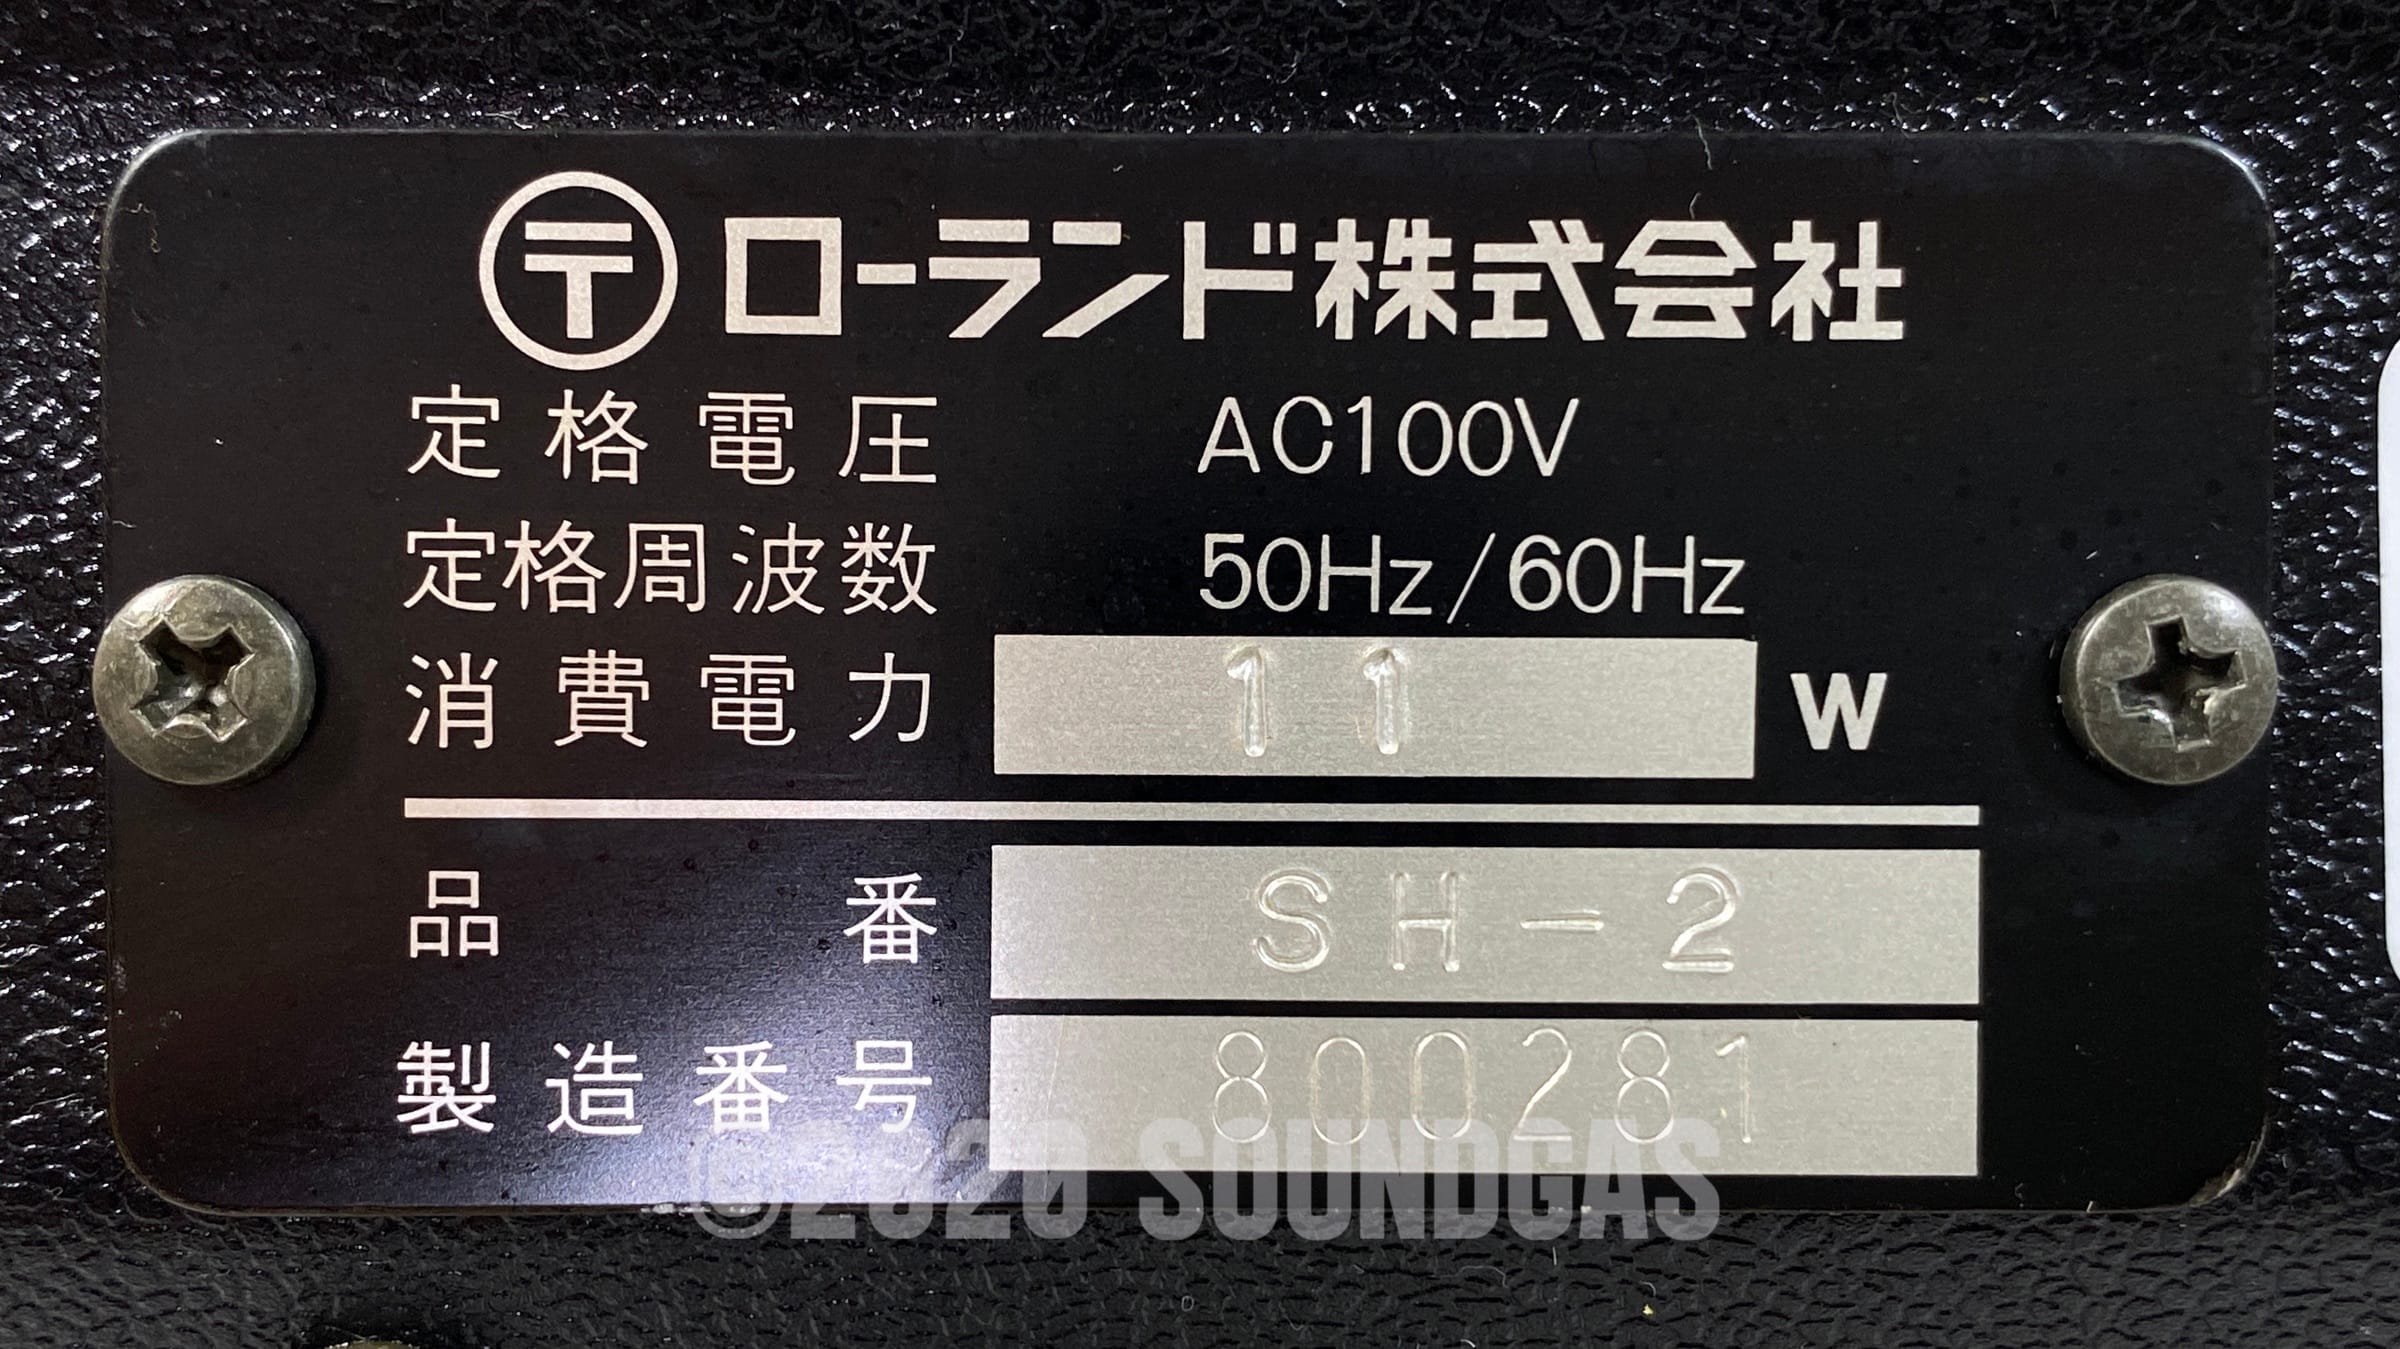 〒 ローランド株式会社
定格電圧 AC100V
定格周波数 50Hz/60Hz
消費電力 11 W
品番 SH-2
製造番号 800281
©2020 SOUNDGAS